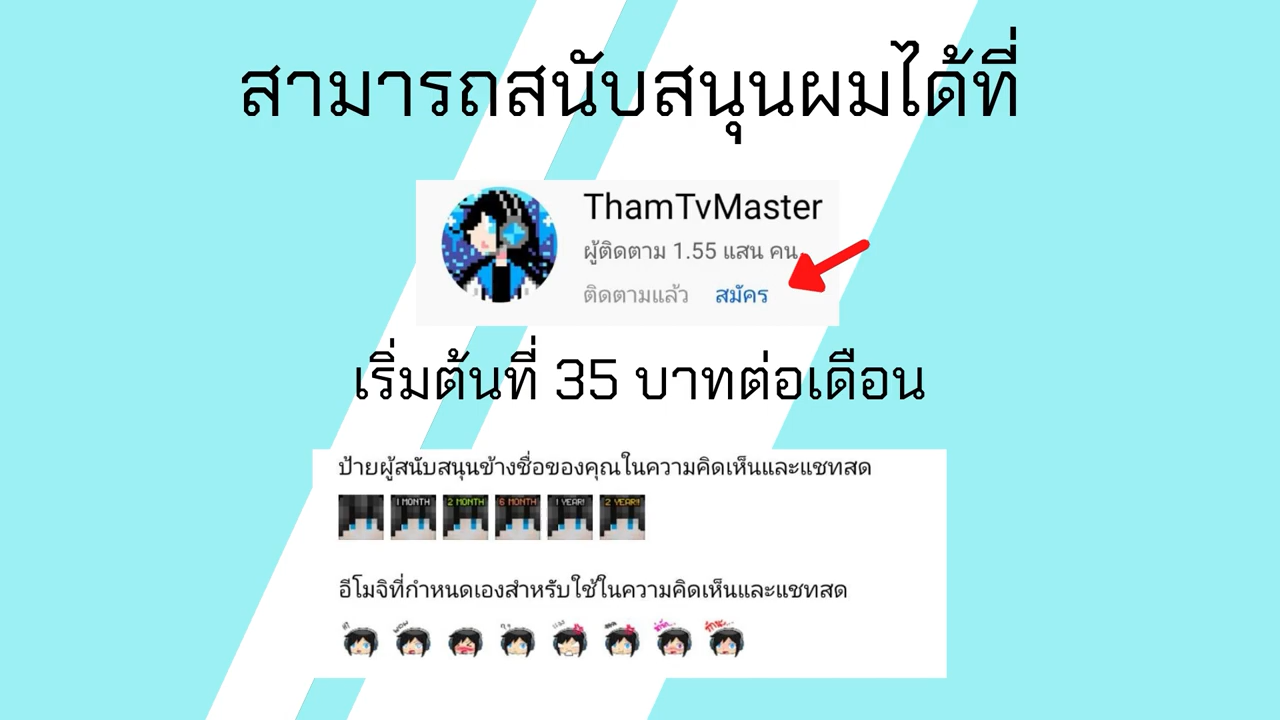 สามารถสนับสนุนผมได้ที่
ThamTvMaster
ผู้ติดตาม 1.55 แสน คน
ติดตามแล้ว สมัคร
เริ่มต้นที่ 35 บาทต่อเดือน
ป้ายผู้สนับสนุนข้างชื่อของคุณในความคิดเห็นและแชทสด
1 MONTH 2 MONTH 6 MONTH 1 YEAR! 2 YEAR!!
อีโมจิที่กำหนดเองสำหรับใช้ในความคิดเห็นและแชทสด